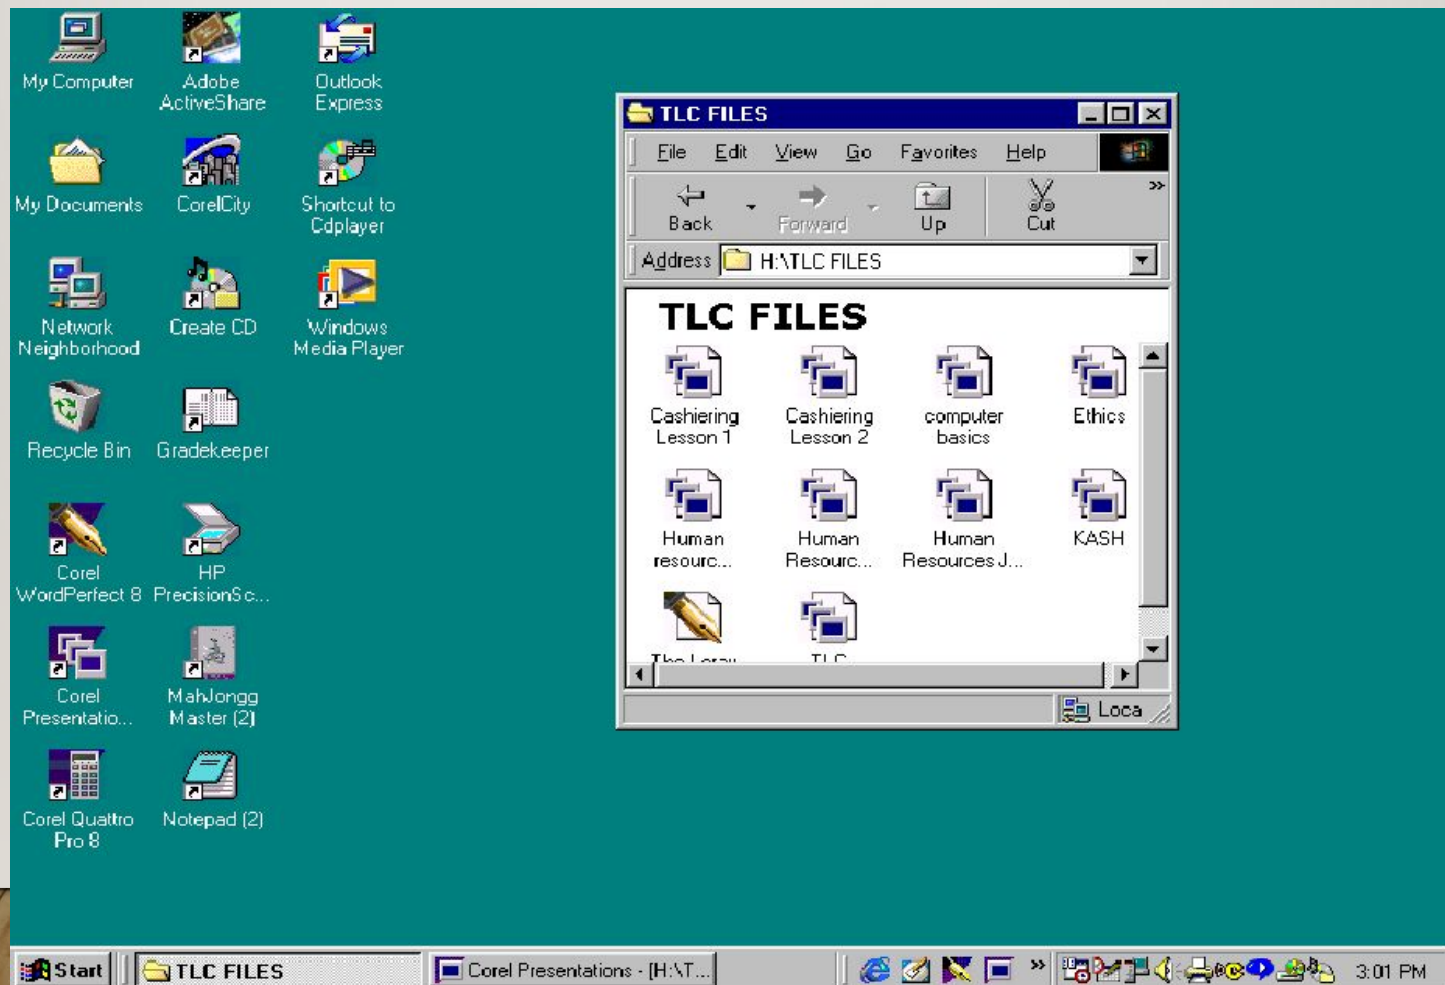 My Computer
Adobe
ActiveShare
Outlook
Express
My Documents
CorelCity
Shortcut to
Cdplayer
Network
Neighborhood
Create CD
Windows
Media Player
Recycle Bin
Gradekeeper
Corel
WordPerfect 8
HP
PrecisionSc...
Corel
Presentatio...
MahJongg
Master (2)
Corel Quattro
Pro 8
Notepad (2)
TLC FILES
File Edit View Go Favorites Help
Back Forward Up Cut »
Address H:\TLC FILES
TLC FILES
Cashiering
Lesson 1
Cashiering
Lesson 2
computer
basics
Ethics
Human
resourc...
Human
Resourc...
Human
Resources J...
KASH
The
TLC
Loca
Start TLC FILES Corel Presentations - [H:\T... » 3:01 PM